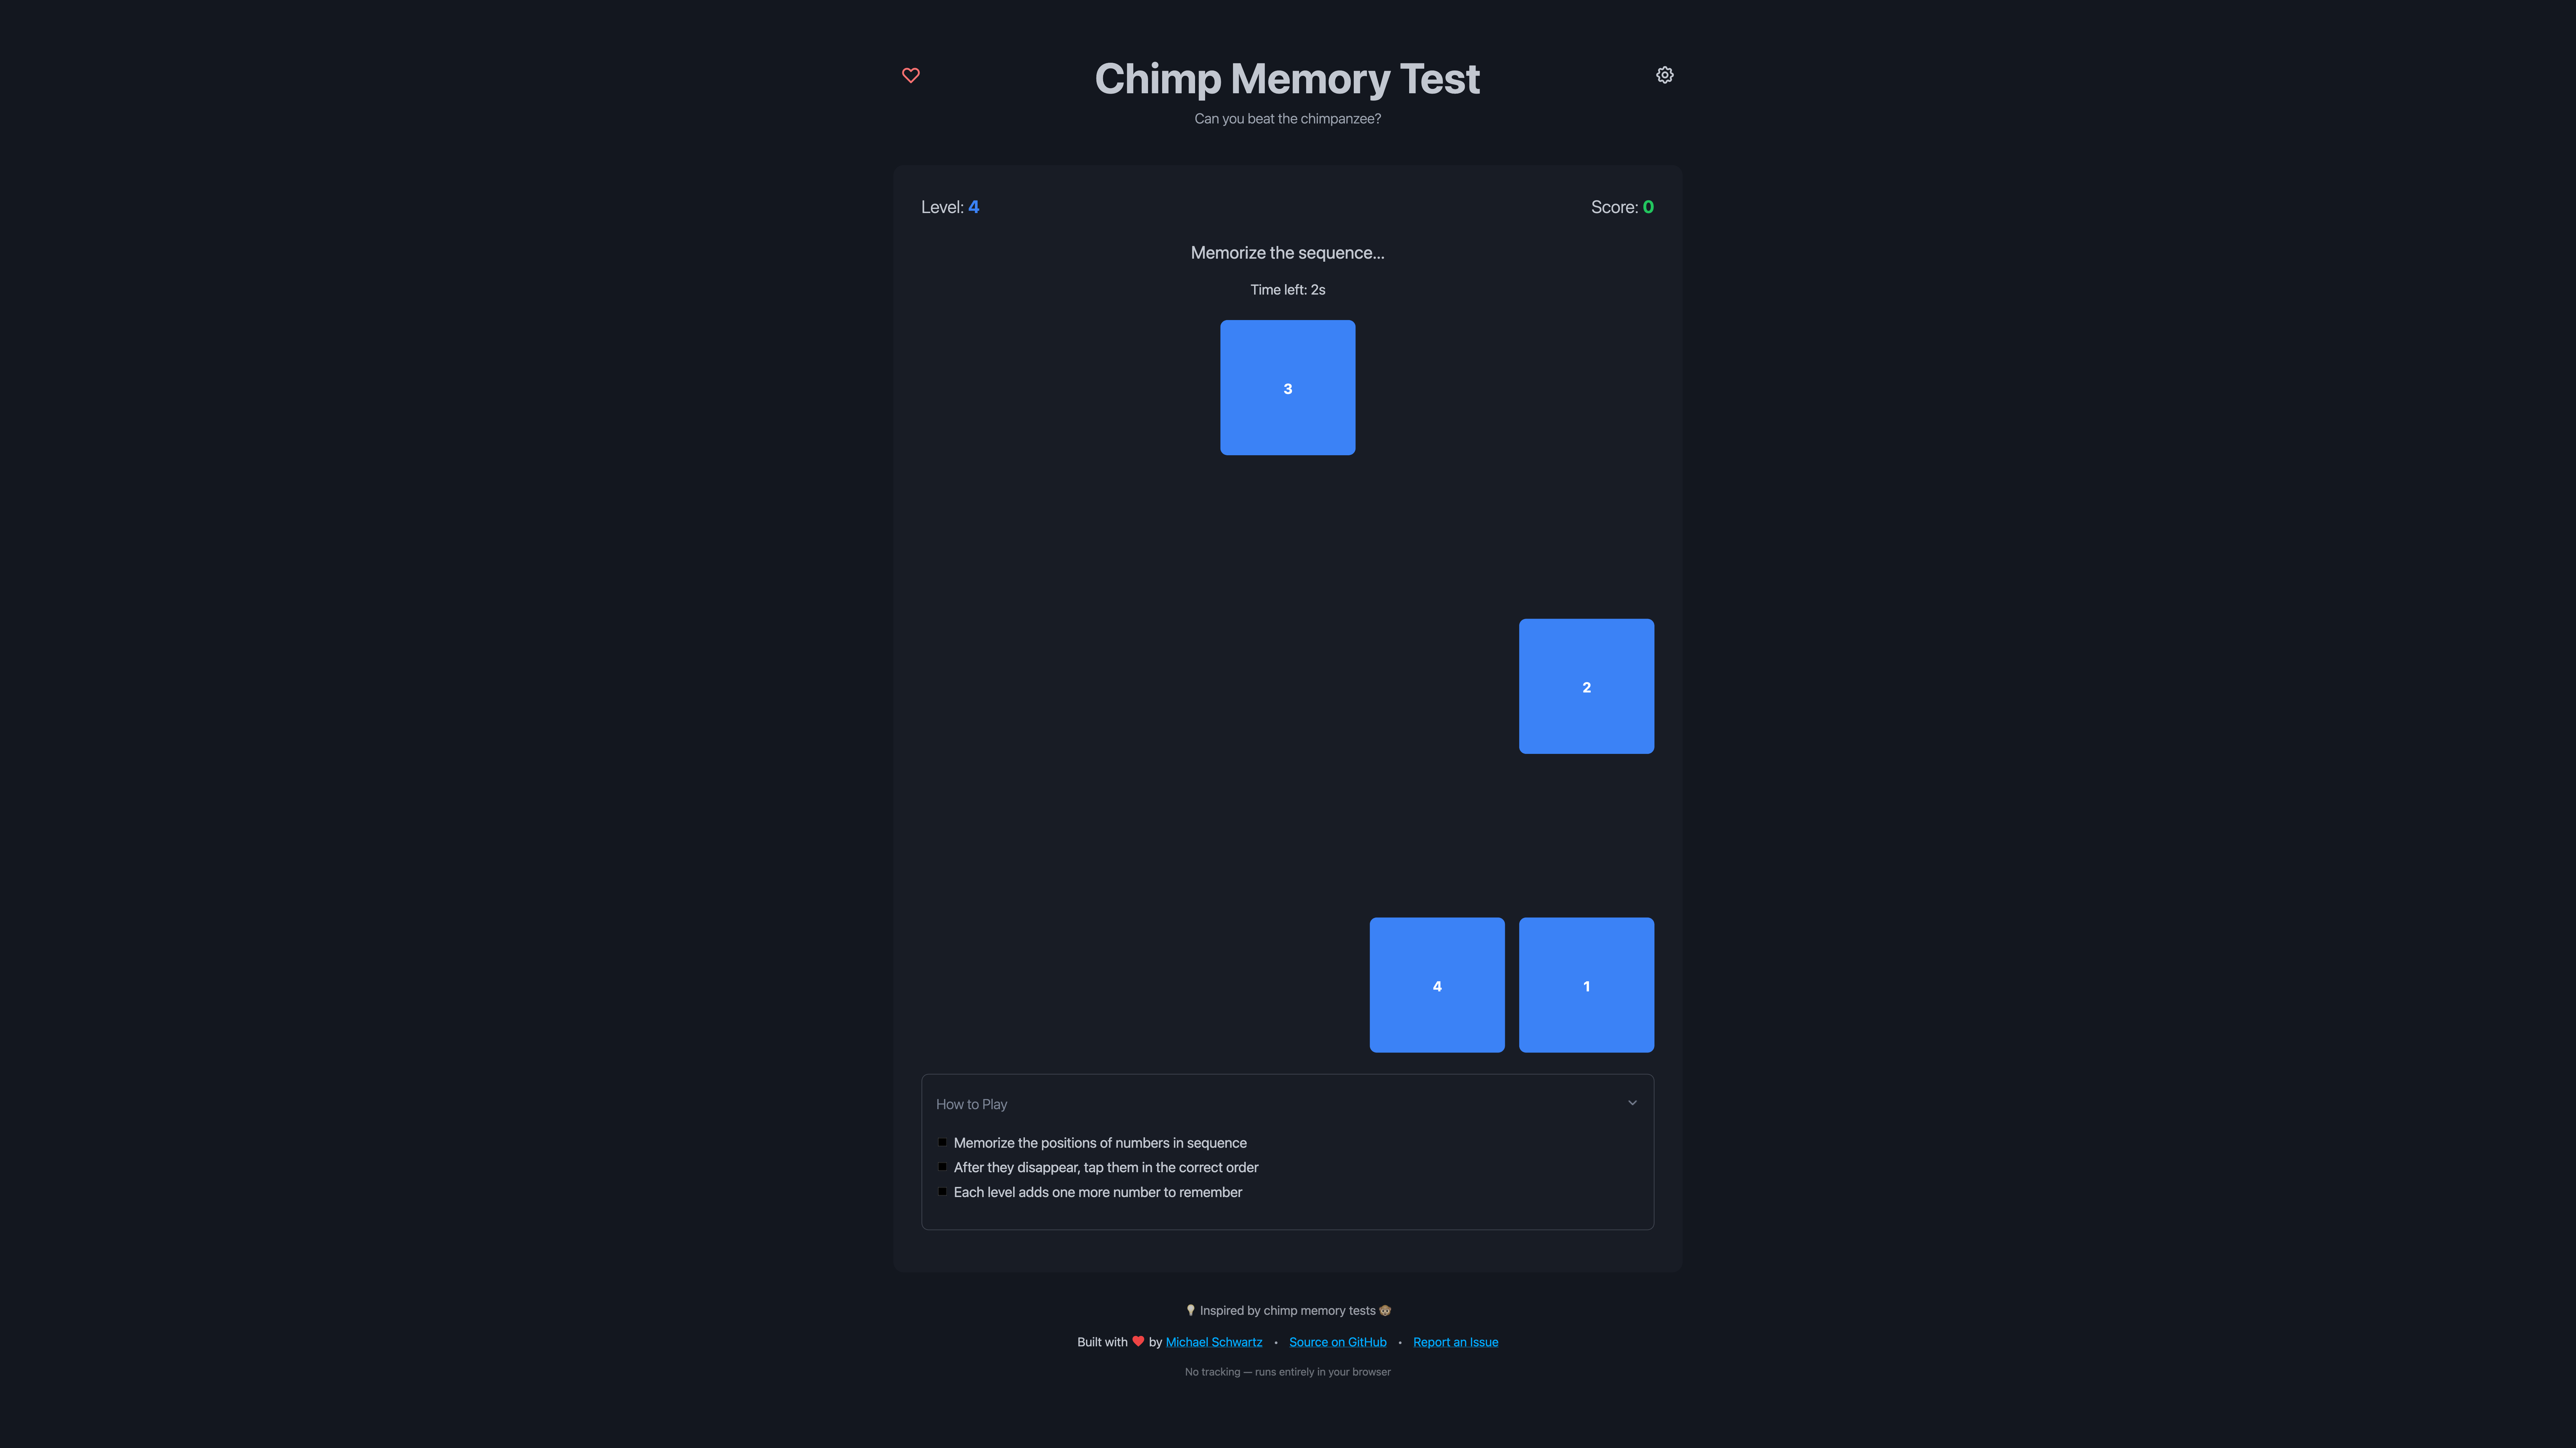 Chimp Memory Test
Can you beat the chimpanzee?
Level: 4
Score: 0
Memorize the sequence...
Time left: 2s
3
2
4
1
How to Play
Memorize the positions of numbers in sequence
After they disappear, tap them in the correct order
Each level adds one more number to remember
Inspired by chimp memory tests
Built with ❤️ by Michael Schwartz • Source on GitHub • Report an Issue
No tracking — runs entirely in your browser